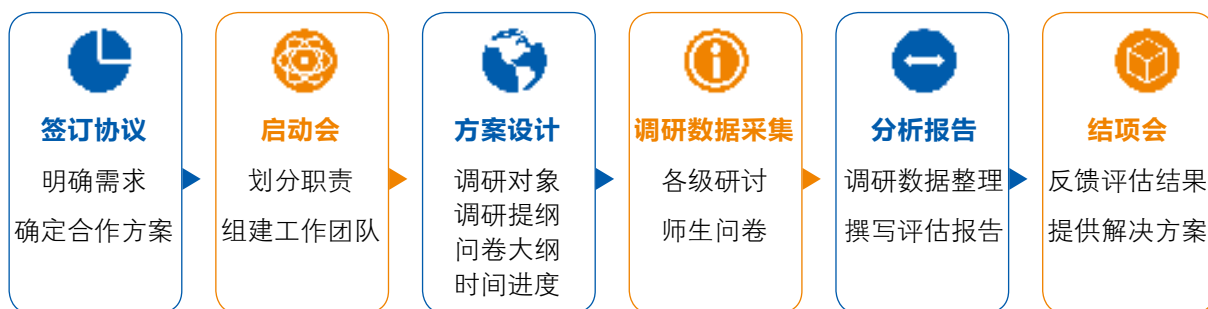 签订协议
明确需求
确定合作方案
启动会
划分职责
组建工作团队
方案设计
调研对象
调研提纲
问卷大纲
时间进度
调研数据采集
各级研讨
师生问卷
分析报告
调研数据整理
撰写评估报告
结项会
反馈评估结果
提供解决方案